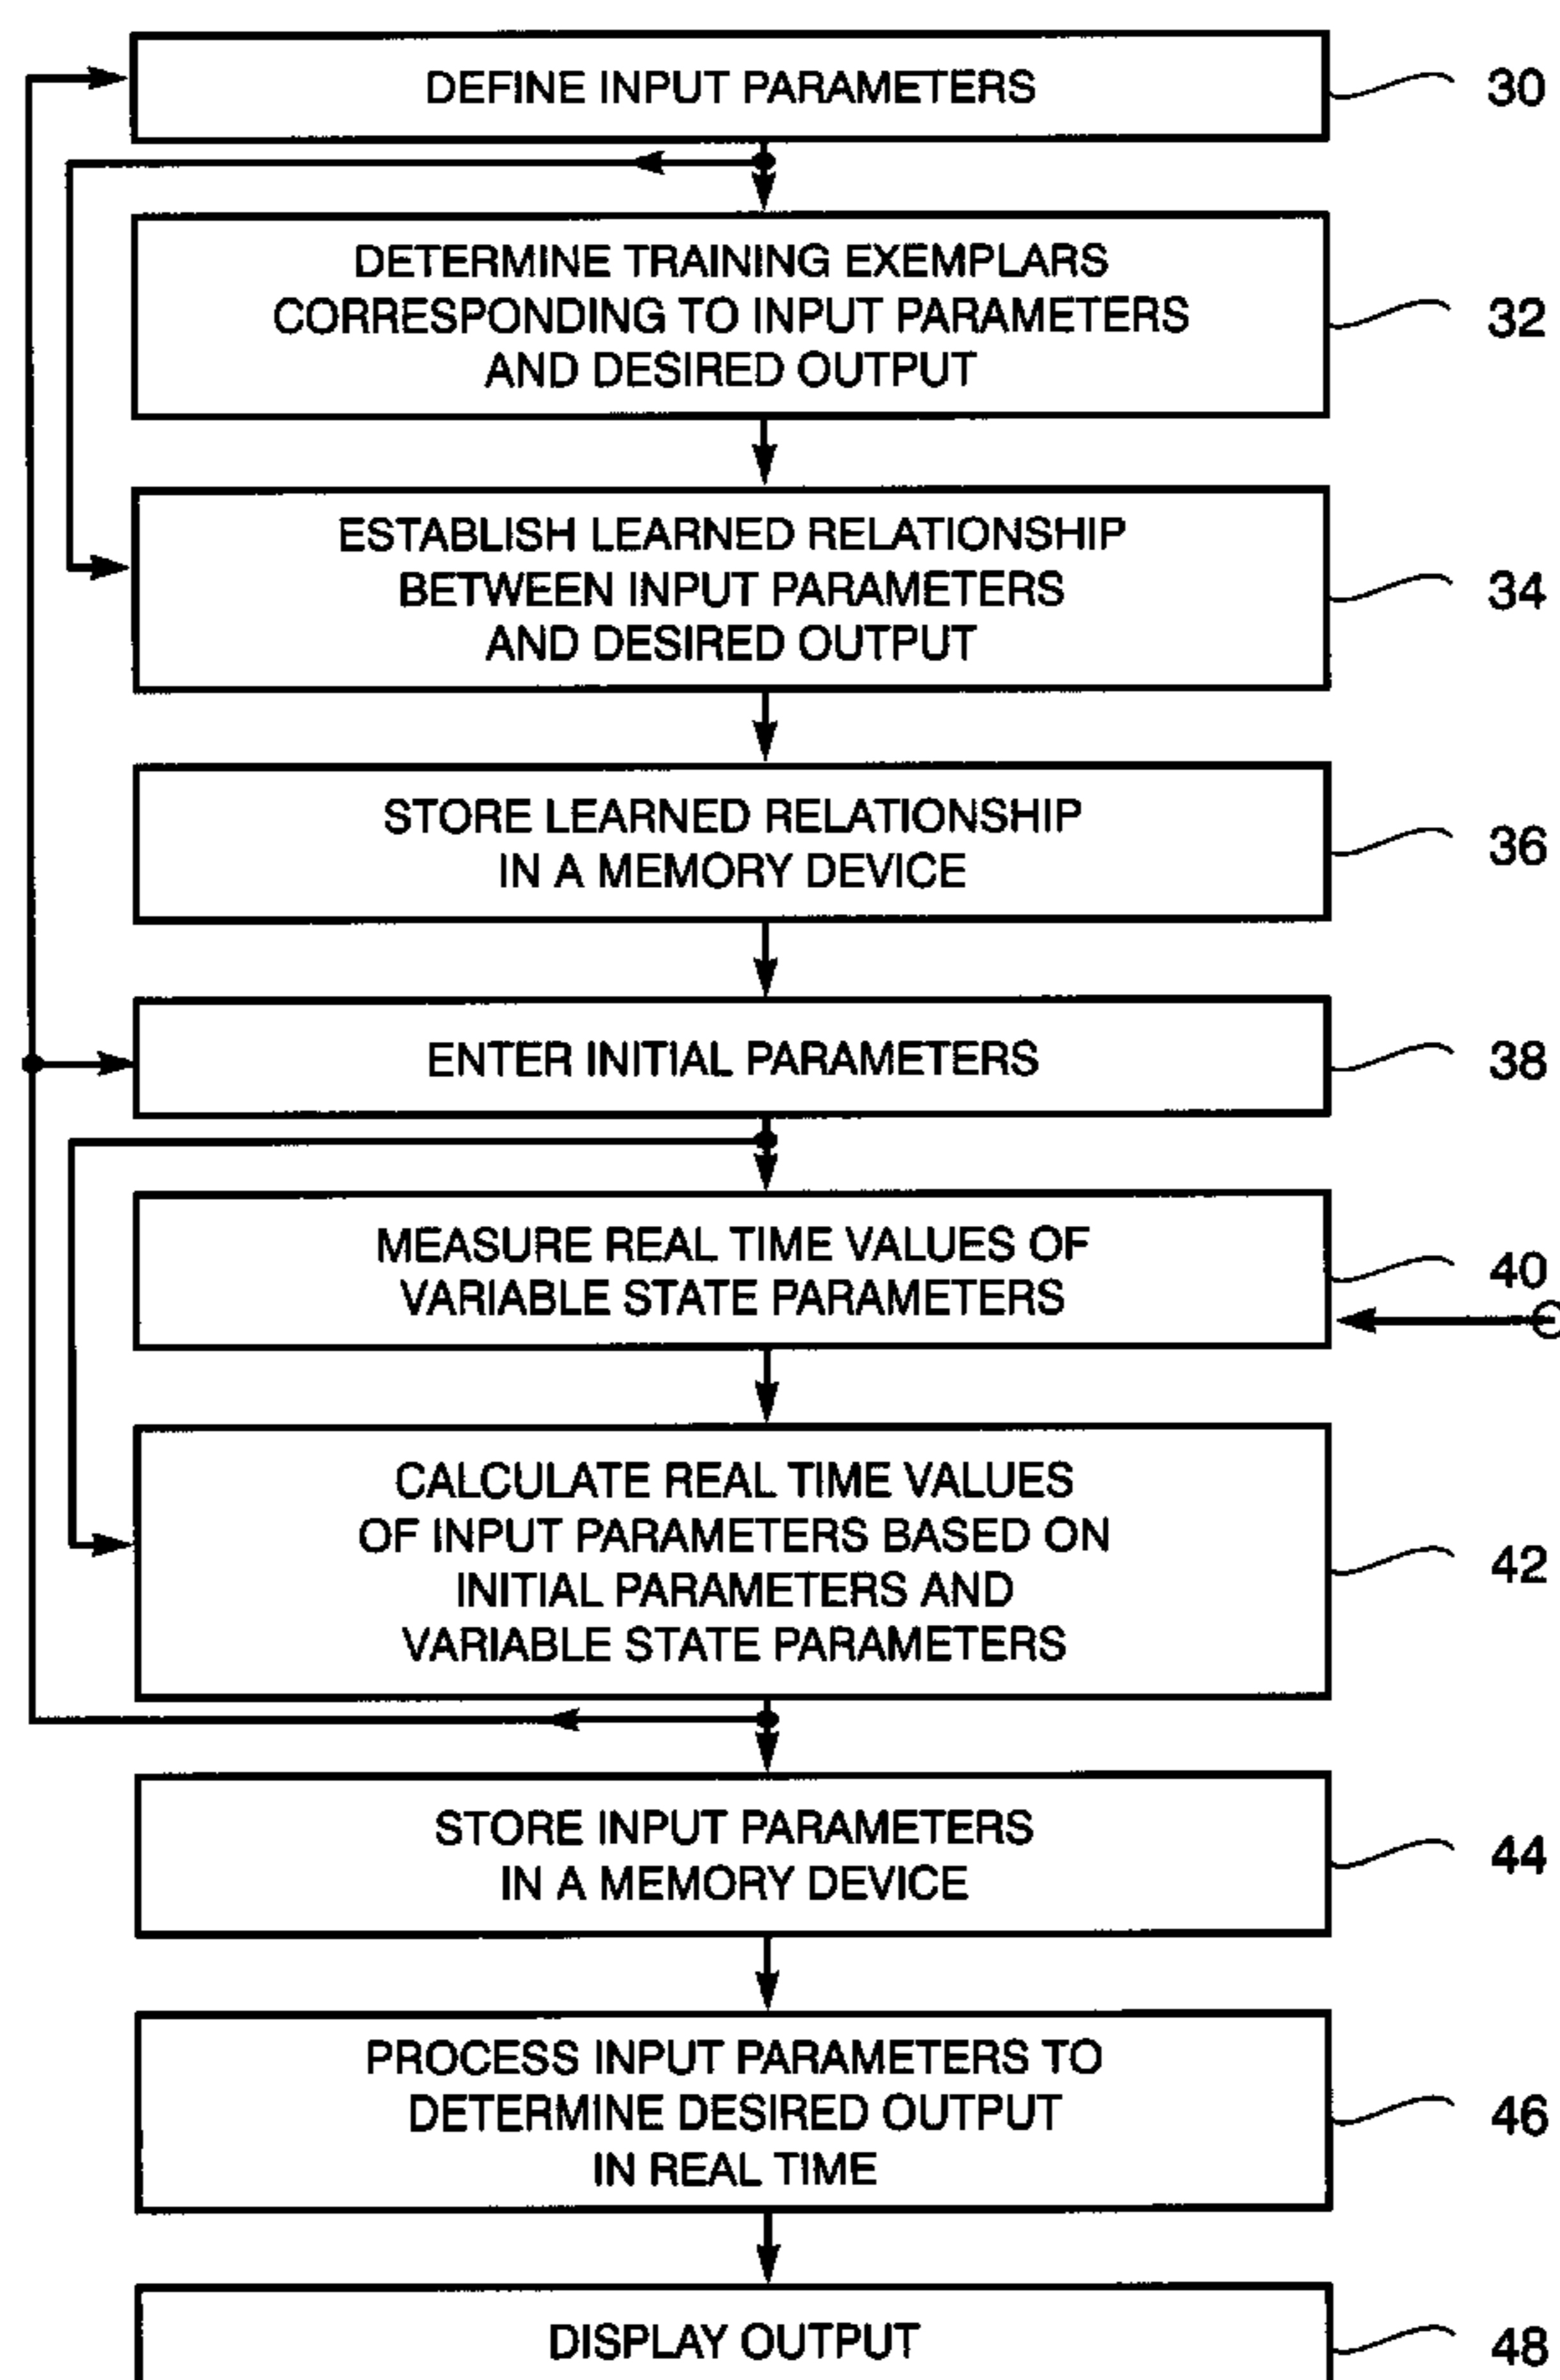 DEFINE INPUT PARAMETERS
30
DETERMINE TRAINING EXEMPLARS
CORRESPONDING TO INPUT PARAMETERS
AND DESIRED OUTPUT
32
ESTABLISH LEARNED RELATIONSHIP
BETWEEN INPUT PARAMETERS
AND DESIRED OUTPUT
34
STORE LEARNED RELATIONSHIP
IN A MEMORY DEVICE
36
ENTER INITIAL PARAMETERS
38
MEASURE REAL TIME VALUES OF
VARIABLE STATE PARAMETERS
40
CALCULATE REAL TIME VALUES
OF INPUT PARAMETERS BASED ON
INITIAL PARAMETERS AND
VARIABLE STATE PARAMETERS
42
STORE INPUT PARAMETERS
IN A MEMORY DEVICE
44
PROCESS INPUT PARAMETERS TO
DETERMINE DESIRED OUTPUT
IN REAL TIME
46
DISPLAY OUTPUT
48